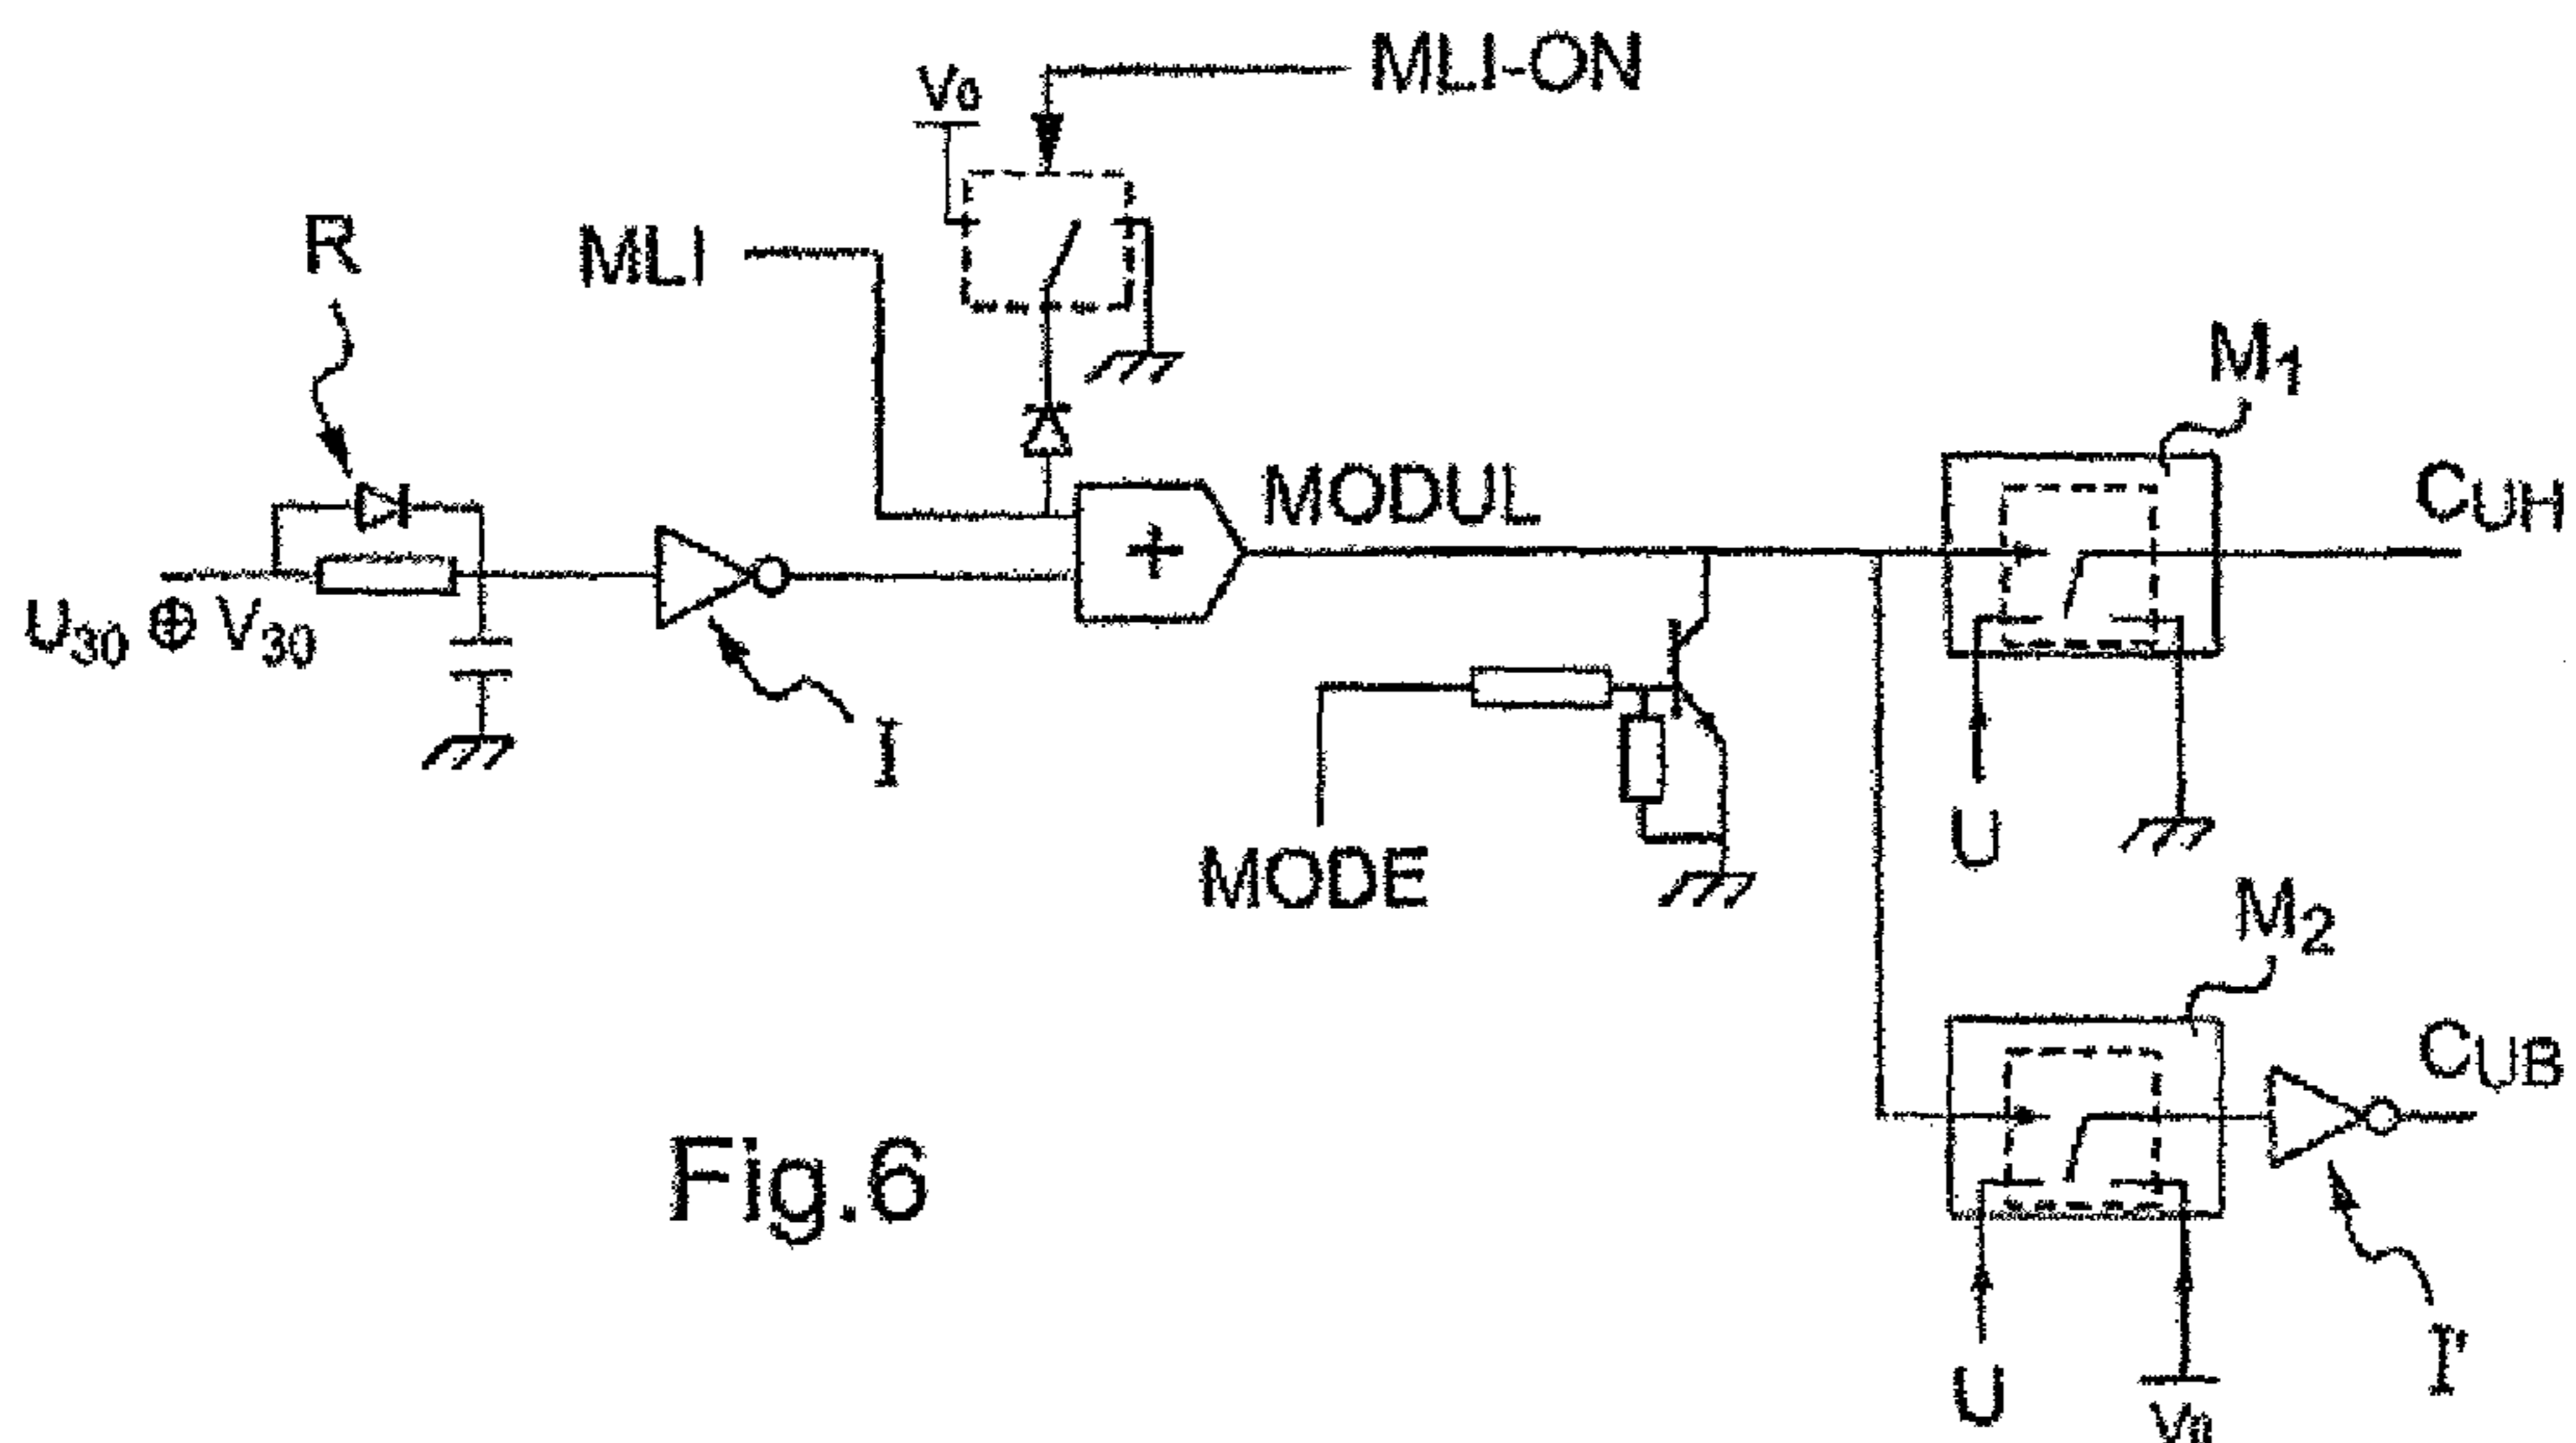 MLI-ON
V0
R
MLI
M1
MODUL
CUH
+
U30 ⊕ V30
I
U
MODE
M2
CUB
Fig.6
I'
U
V0